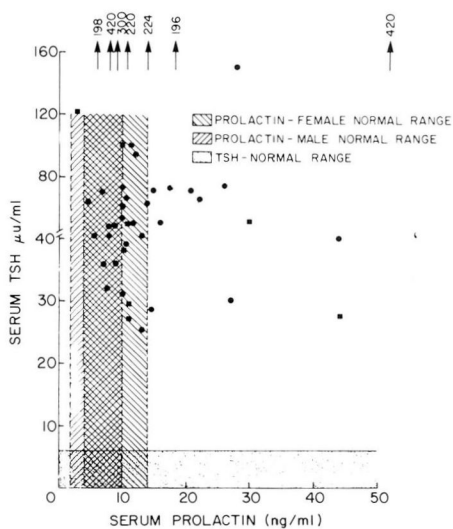 198 420 300 220 224 196 420
160
120
PROLACTIN-FEMALE NORMAL RANGE
PROLACTIN-MALE NORMAL RANGE
TSH-NORMAL RANGE
80
40
30
20
10
0 10 20 30 40 50
SERUM TSH μu/ml
SERUM PROLACTIN (ng/ml)